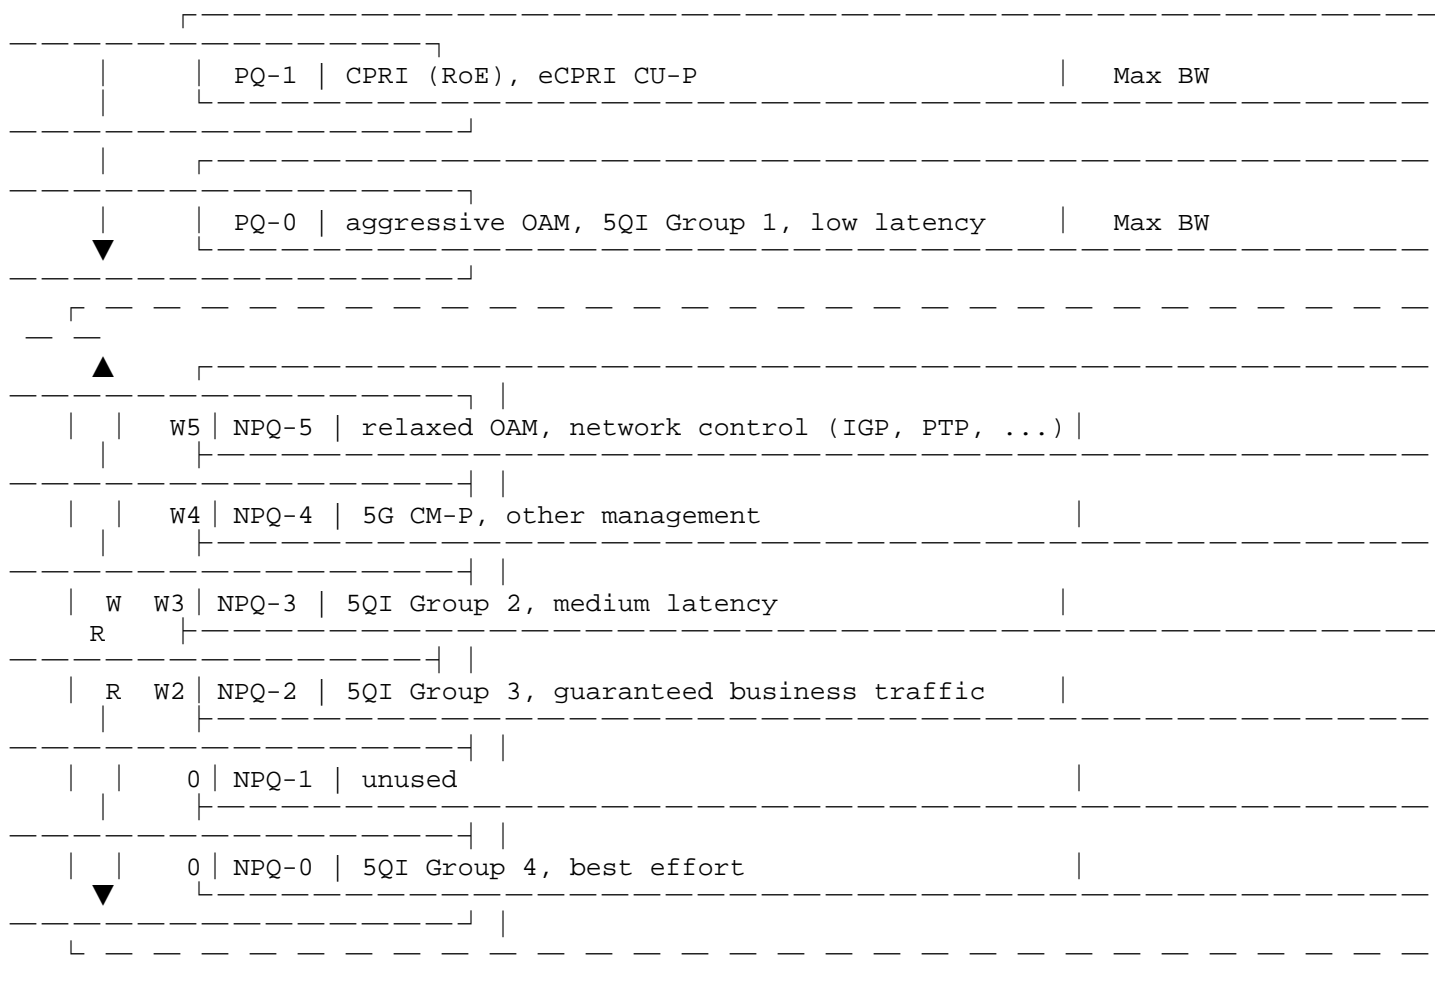 PQ-1 | CPRI (RoE), eCPRI CU-P Max BW
PQ-0 | aggressive OAM, 5QI Group 1, low latency Max BW
W5 NPQ-5 | relaxed OAM, network control (IGP, PTP, ...)
W4 NPQ-4 | 5G CM-P, other management
W W3 NPQ-3 | 5QI Group 2, medium latency
R
R W2 NPQ-2 | 5QI Group 3, guaranteed business traffic
0 NPQ-1 | unused
0 NPQ-0 | 5QI Group 4, best effort